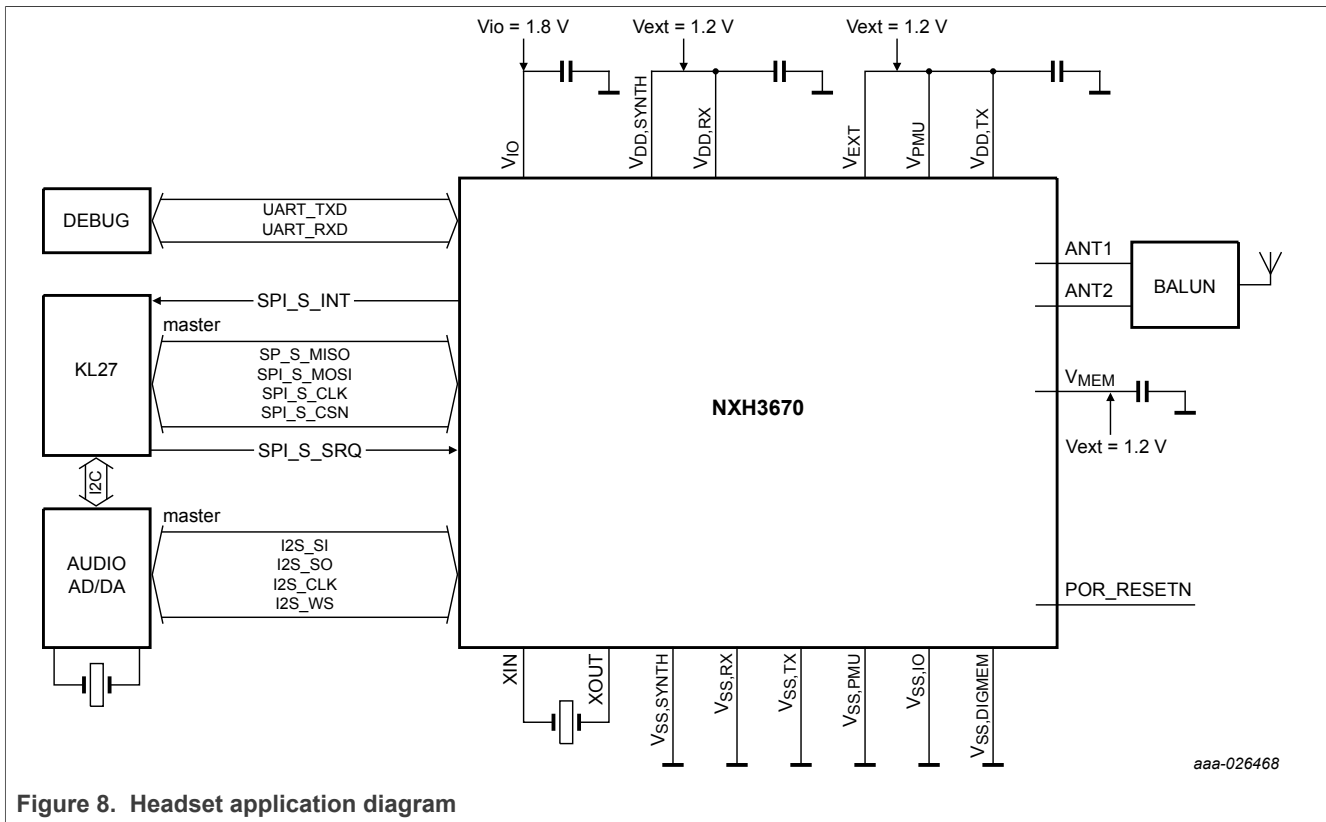 Vio = 1.8 V
Vext = 1.2 V
Vext = 1.2 V
VIO
VDD,SYNTH
VDD,RX
VEXT
VPMU
VDD,TX
DEBUG
UART_TXD
UART_RXD
KL27
SPI_S_INT
master
SP_S_MISO
SPI_S_MOSI
SPI_S_CLK
SPI_S_CSN
SPI_S_SRQ
I2C
AUDIO
AD/DA
master
I2S_SI
I2S_SO
I2S_CLK
I2S_WS
NXH3670
ANT1
ANT2
BALUN
VMEM
Vext = 1.2 V
POR_RESETN
XIN
XOUT
VSS,SYNTH
VSS,RX
VSS,TX
VSS,PMU
VSS,IO
VSS,DIGMEM
aaa-026468
Figure 8. Headset application diagram